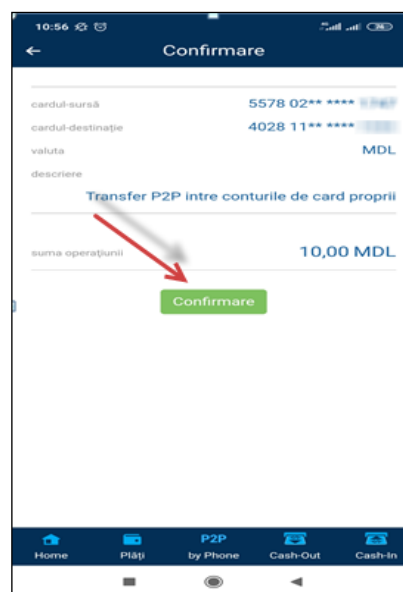 10:56
Confirmare
cardul-sursă 5578 02** ****
cardul-destinație 4028 11** ****
valuta MDL
descriere
Transfer P2P intre conturile de card proprii
suma operațiunii 10,00 MDL
Confirmare
P2P
Home Plăți by Phone Cash-Out Cash-In